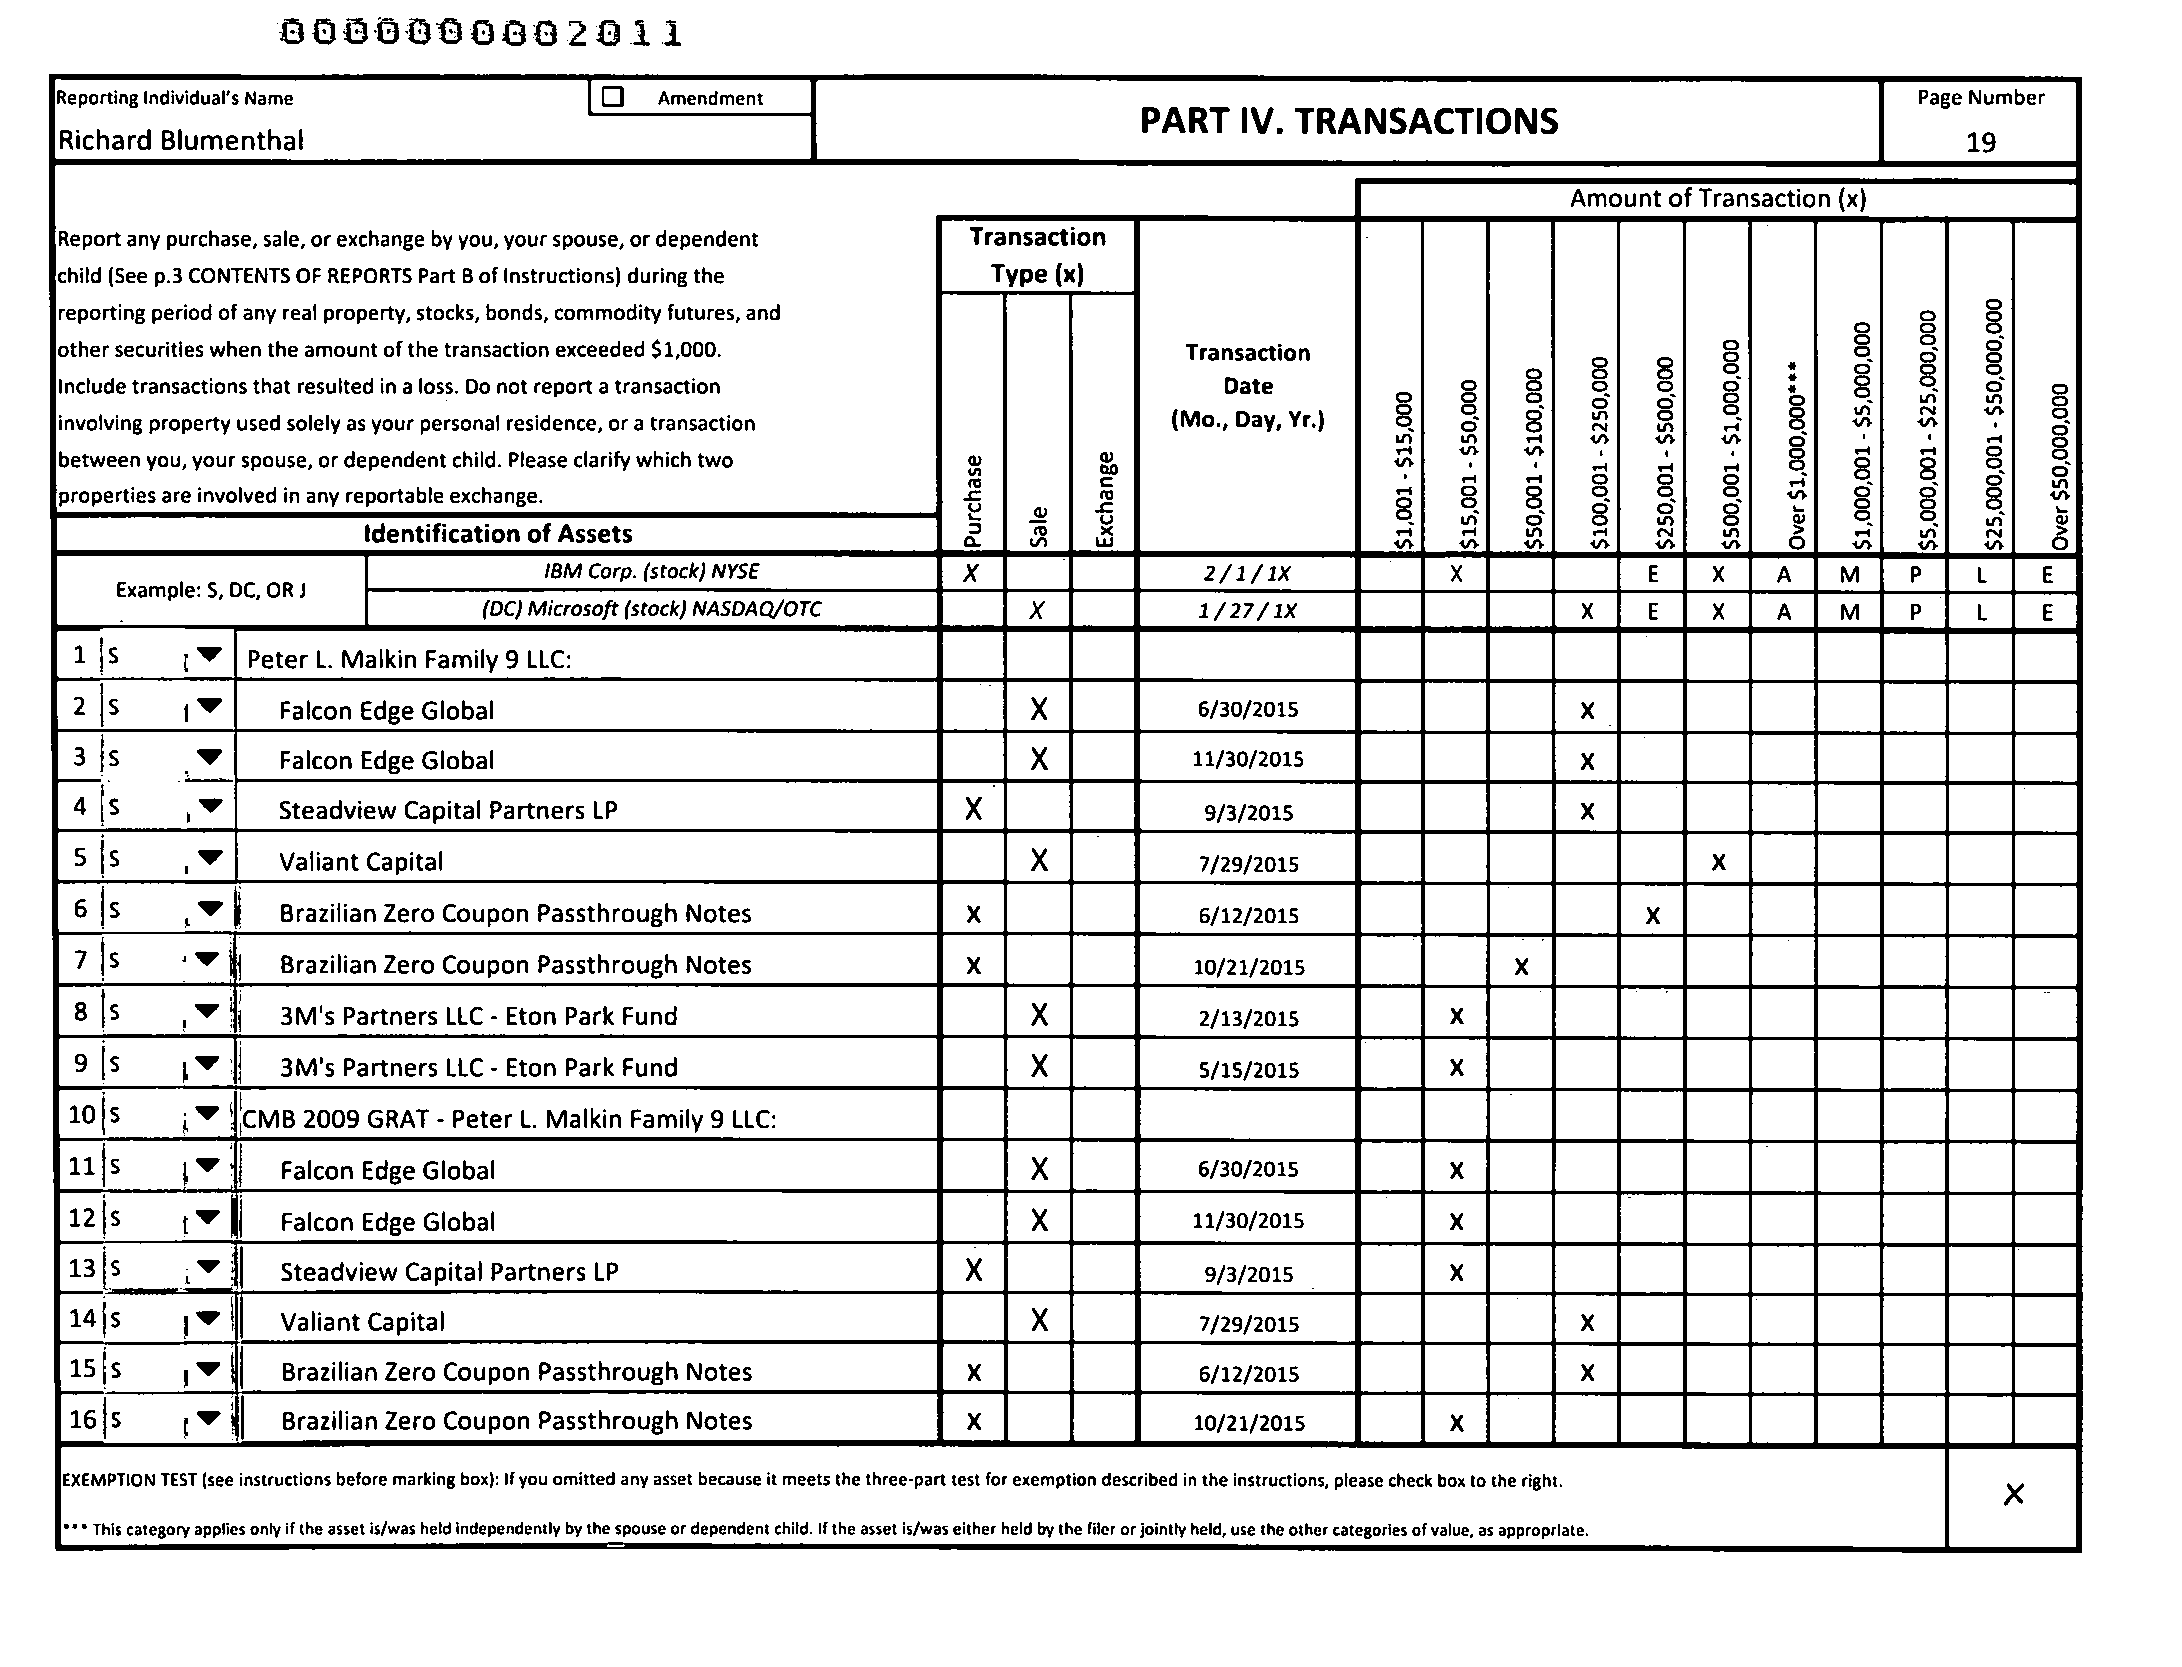 0000000002011
Reporting Individual's Name
Amendment
Richard Blumenthal
PART IV. TRANSACTIONS
Page Number
19
Amount of Transaction (x)
Report any purchase, sale, or exchange by you, your spouse, or dependent
child (See p.3 CONTENTS OF REPORTS Part B of Instructions) during the
reporting period of any real property, stocks, bonds, commodity futures, and
other securities when the amount of the transaction exceeded $1,000.
Include transactions that resulted in a loss. Do not report a transaction
involving property used solely as your personal residence, or a transaction
between you, your spouse, or dependent child. Please clarify which two
properties are involved in any reportable exchange.
Transaction
Type (x)
Purchase
Sale
Exchange
Transaction
Date
(Mo., Day, Yr.)
$1,001 - $15,000
$15,001 - $50,000
$50,001 - $100,000
$100,001 - $250,000
$250,001 - $500,000
$500,001 - $1,000,000
Over $1,000,000***
$1,000,001 - $5,000,000
$5,000,001 - $25,000,000
$25,000,001 - $50,000,000
Over $50,000,000
Identification of Assets
Example: S, DC, OR J
IBM Corp. (stock) NYSE X 2/1/1X X E X A M P L E
(DC) Microsoft (stock) NASDAQ/OTC X 1/27/1X X E X A M P L E
1 S Peter L. Malkin Family 9 LLC:
2 S Falcon Edge Global X 6/30/2015 X
3 S Falcon Edge Global X 11/30/2015 X
4 S Steadview Capital Partners LP X 9/3/2015 X
5 S Valiant Capital X 7/29/2015 X
6 S Brazilian Zero Coupon Passthrough Notes X 6/12/2015 X
7 S Brazilian Zero Coupon Passthrough Notes X 10/21/2015 X
8 S 3M's Partners LLC - Eton Park Fund X 2/13/2015 X
9 S 3M's Partners LLC - Eton Park Fund X 5/15/2015 X
10 S CMB 2009 GRAT - Peter L. Malkin Family 9 LLC:
11 S Falcon Edge Global X 6/30/2015 X
12 S Falcon Edge Global X 11/30/2015 X
13 S Steadview Capital Partners LP X 9/3/2015 X
14 S Valiant Capital X 7/29/2015 X
15 S Brazilian Zero Coupon Passthrough Notes X 6/12/2015 X
16 S Brazilian Zero Coupon Passthrough Notes X 10/21/2015 X
EXEMPTION TEST (see instructions before marking box): If you omitted any asset because it meets the three-part test for exemption described in the instructions, please check box to the right.
X
*** This category applies only if the asset is/was held independently by the spouse or dependent child. If the asset is/was either held by the filer or jointly held, use the other categories of value, as appropriate.